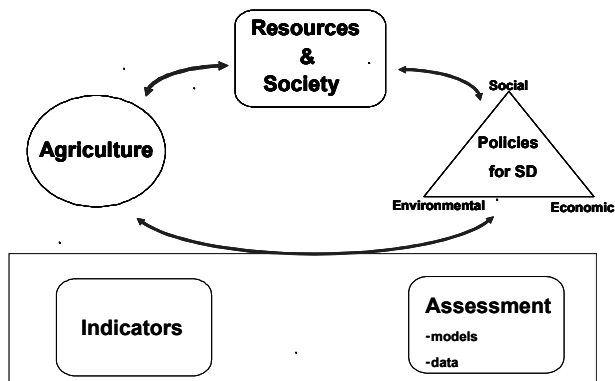 Resources
&
Society
Social
Agriculture
Policies
for SD
Environmental
Economic
Indicators
Assessment
-models
-data